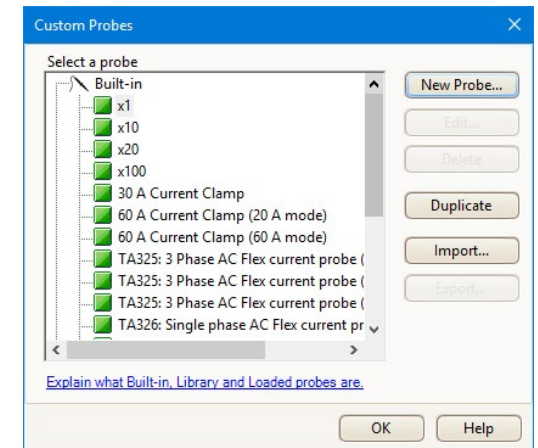 Custom Probes
Select a probe
Built-in
x1
x10
x20
x100
30 A Current Clamp
60 A Current Clamp (20 A mode)
60 A Current Clamp (60 A mode)
TA325: 3 Phase AC Flex current probe (
TA325: 3 Phase AC Flex current probe (
TA325: 3 Phase AC Flex current probe (
TA326: Single phase AC Flex current pr
New Probe...
Edit...
Delete
Duplicate
Import...
Export...
Explain what Built-in, Library and Loaded probes are.
OK
Help